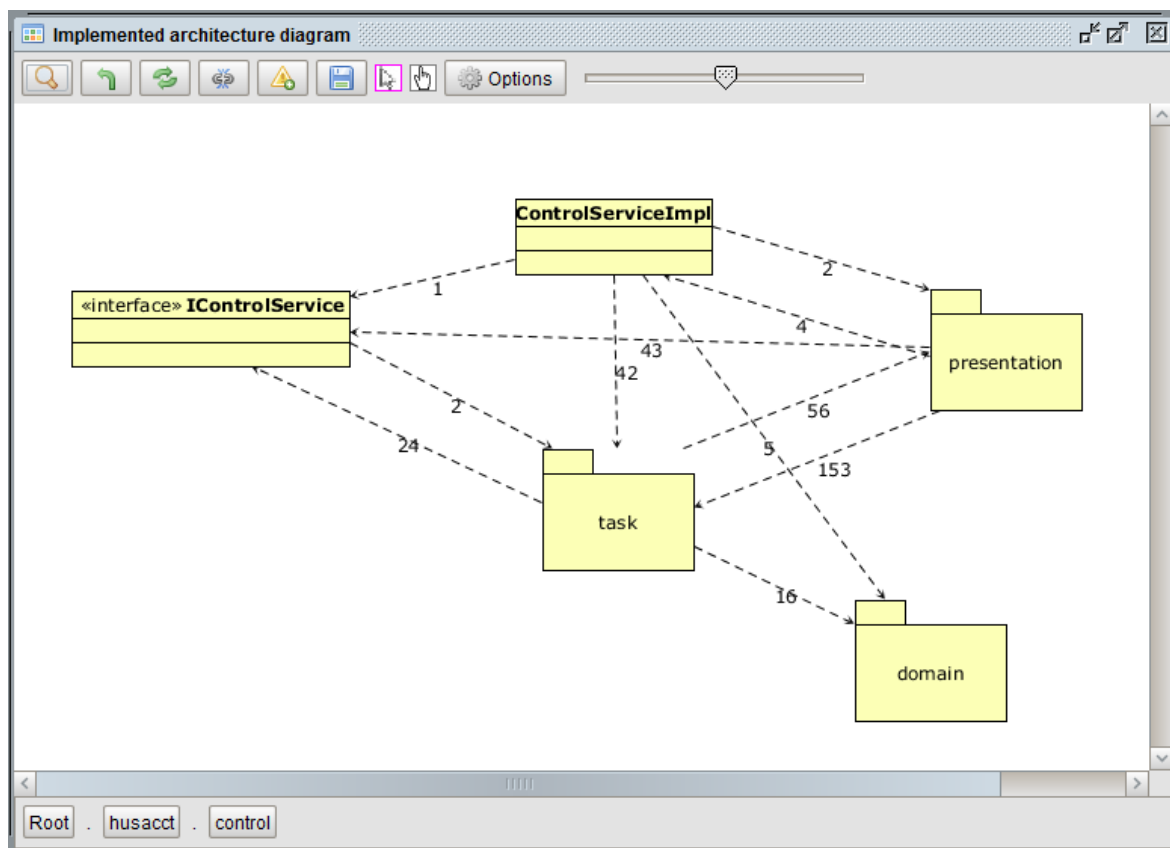 Implemented architecture diagram
Options
ControlServiceImpl
2
1
«interface» IControlService
4
43
42
presentation
2
56
24
5
153
task
16
domain
Root . husacct . control